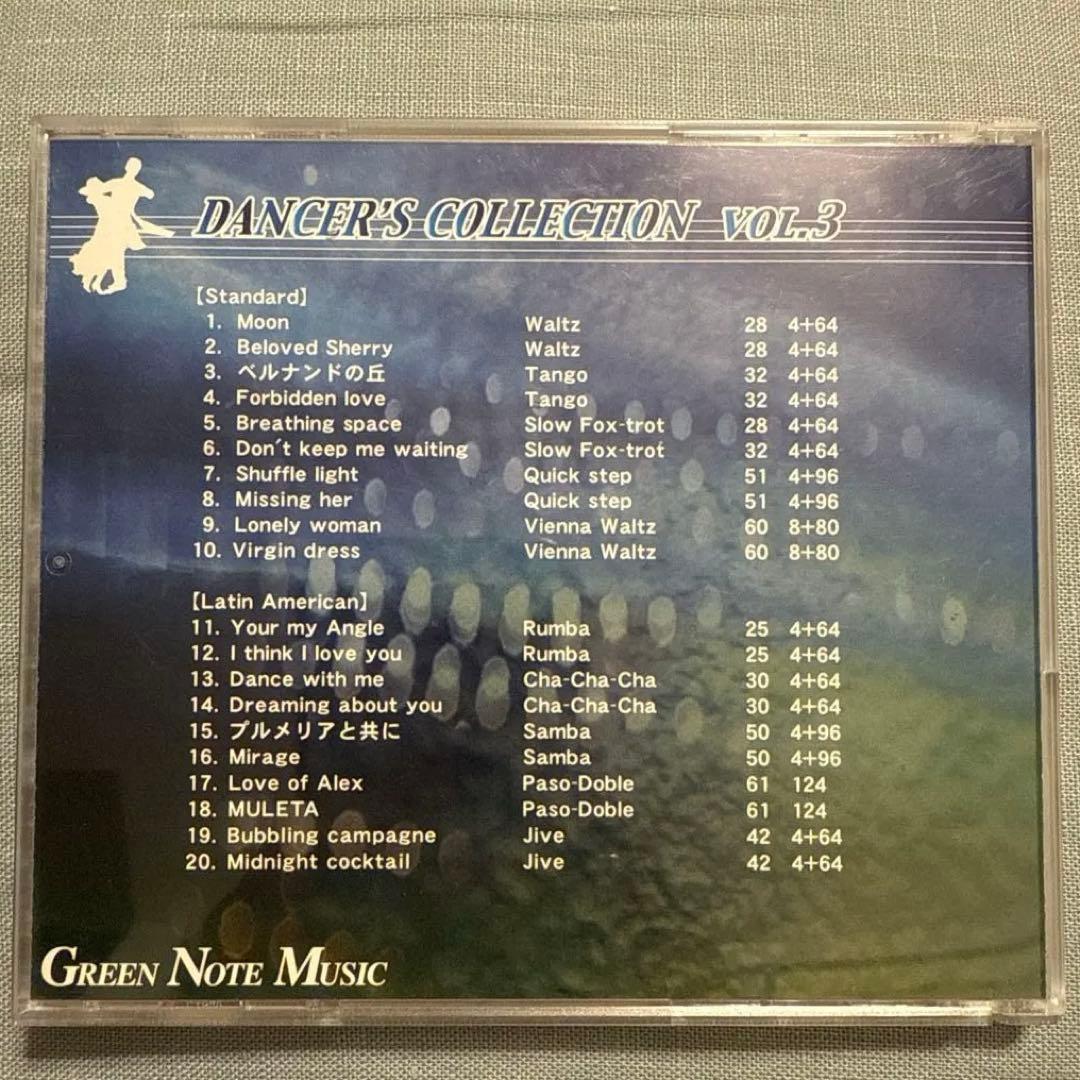 DANCER'S COLLECTION VOL.3
【Standard】
1. Moon Waltz 28 4+64
2. Beloved Sherry Waltz 28 4+64
3. ベルナンドの丘 Tango 32 4+64
4. Forbidden love Tango 32 4+64
5. Breathing space Slow Fox-trot 28 4+64
6. Don't keep me waiting Slow Fox-trot 32 4+64
7. Shuffle light Quick step 51 4+96
8. Missing her Quick step 51 4+96
9. Lonely woman Vienna Waltz 60 8+80
10. Virgin dress Vienna Waltz 60 8+80
【Latin American】
11. Your my Angle Rumba 25 4+64
12. I think I love you Rumba 25 4+64
13. Dance with me Cha-Cha-Cha 30 4+64
14. Dreaming about you Cha-Cha-Cha 30 4+64
15. プルメリアと共に Samba 50 4+96
16. Mirage Samba 50 4+96
17. Love of Alex Paso-Doble 61 124
18. MULETA Paso-Doble 61 124
19. Bubbling campagne Jive 42 4+64
20. Midnight cocktail Jive 42 4+64
GREEN NOTE MUSIC